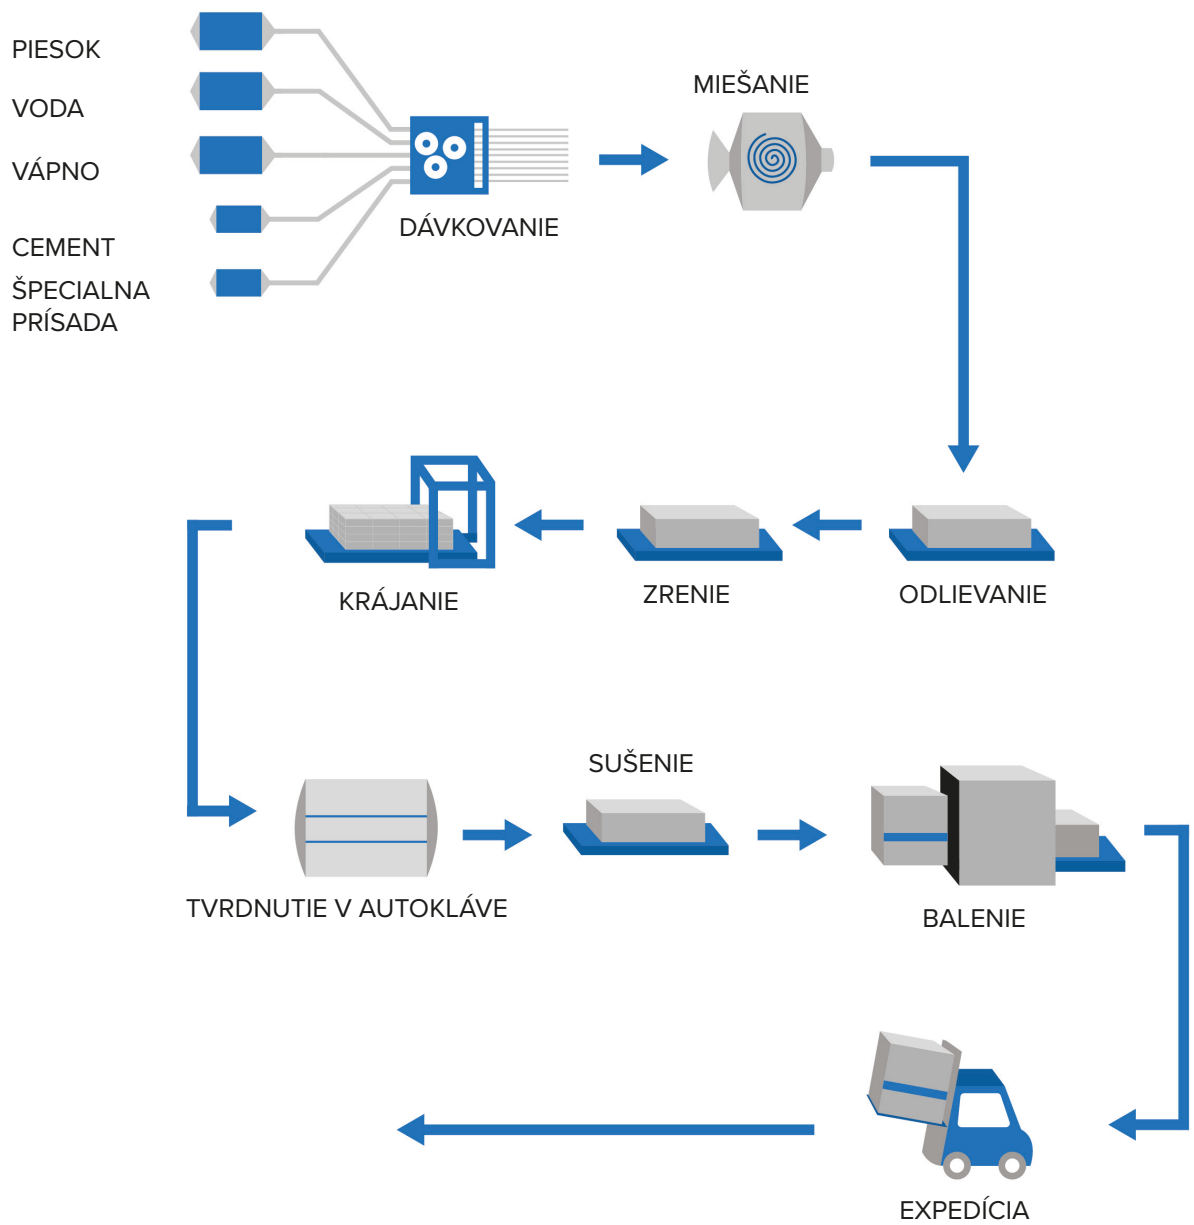 PIESOK
VODA
VÁPNO
CEMENT
ŠPECIALNA
PRÍSADA
DÁVKOVANIE
MIEŠANIE
KRÁJANIE
ZRENIE
ODLIEVANIE
TVRDNUTIE V AUTOKLÁVE
SUŠENIE
BALENIE
EXPEDÍCIA